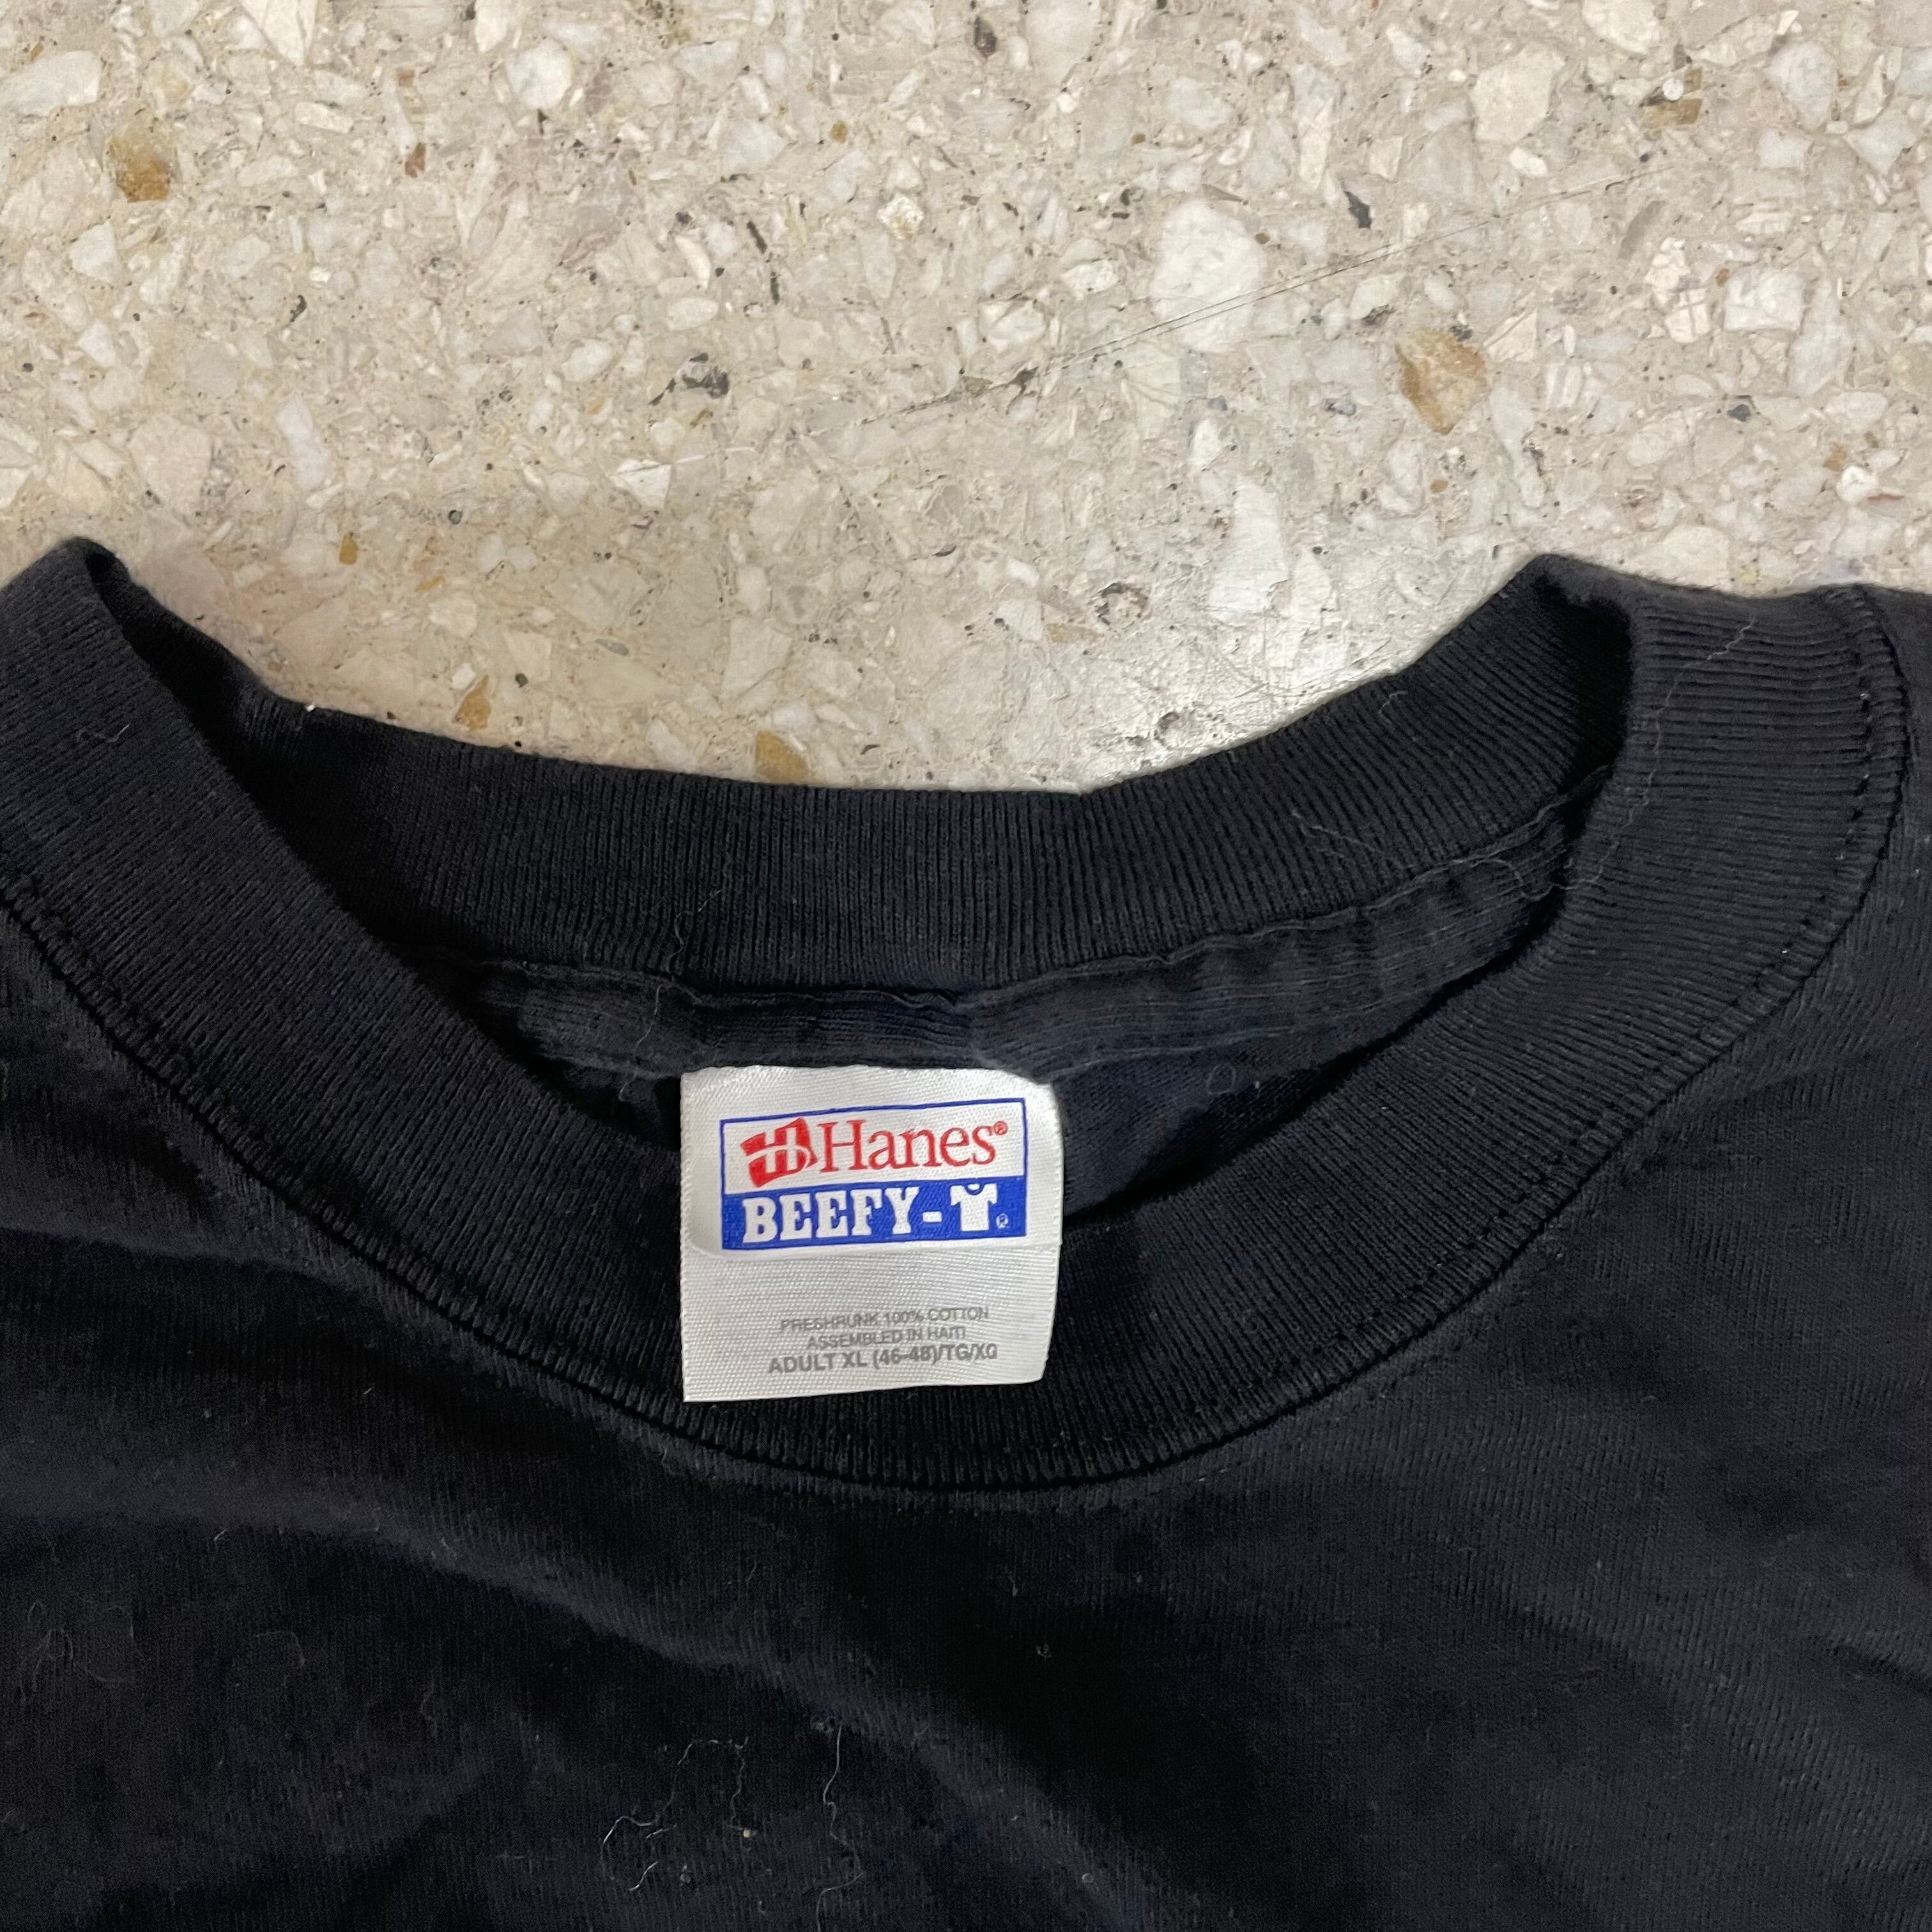 Hanes®
BEEFY-T®
PRESHRUNK 100% COTTON
ASSEMBLED IN HAITI
ADULT XL (46-48)/TG/XG